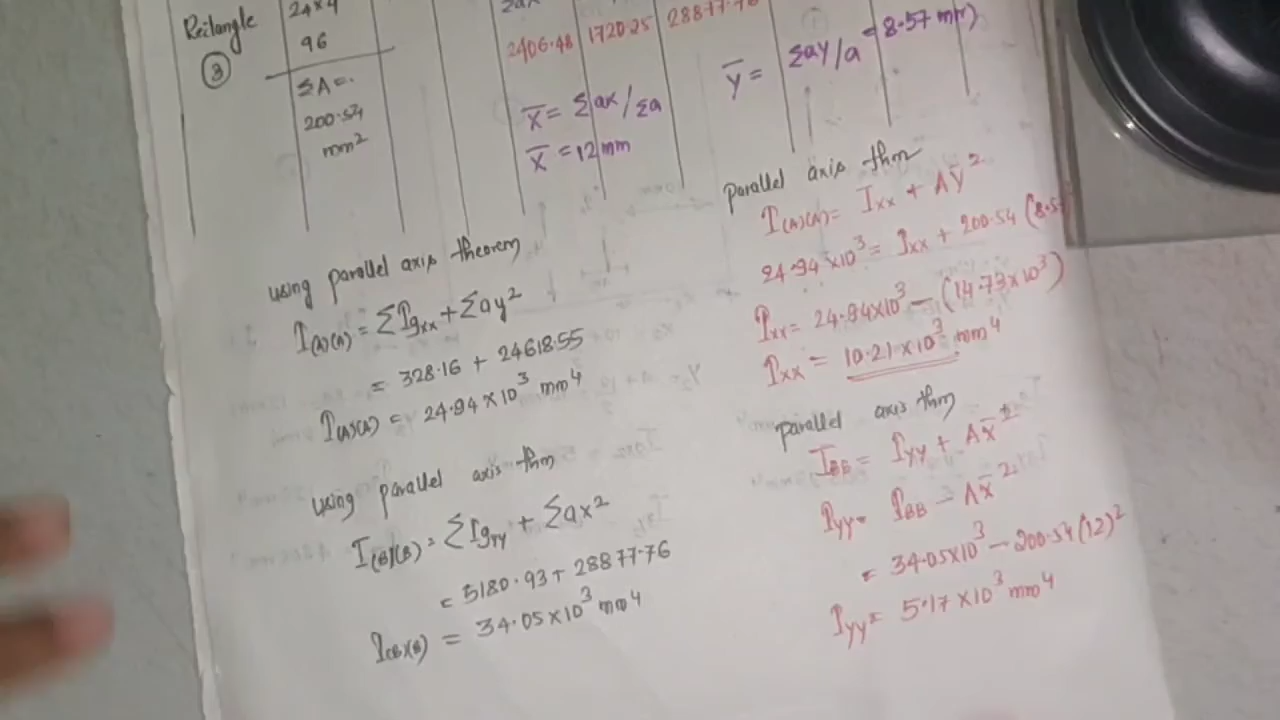 Rectangle
③
24×4
96
ΣA=
200.54
mm²
2406.48 1720.25 28877.76
x̄ = Σax/Σa
x̄ = 12mm
ȳ = Σay/a = 8.57 mm)
using parallel axis theorem
I(A)(A) = ΣIgxx + Σay²
= 328.16 + 24618.55
I(A)(A) = 24.94×10³ mm⁴
using parallel axis thm
I(B)(B) = ΣIgyy + Σax²
= 5180.93 + 28877.76
I(B)(B) = 34.05×10³ mm⁴
parallel axis thm
I(A)(A) = Ixx + Aȳ²
24.94×10³ = Ixx + 200.54 (8.5
Ixx = 24.94×10³ − (14.73×10³)
Ixx = 10.21×10³ mm⁴
parallel axis thm
IBB = Iyy + Ax̄²
Iyy = IBB − Ax̄²
= 34.05×10³ − 200.54(12)²
Iyy = 5.17×10³ mm⁴